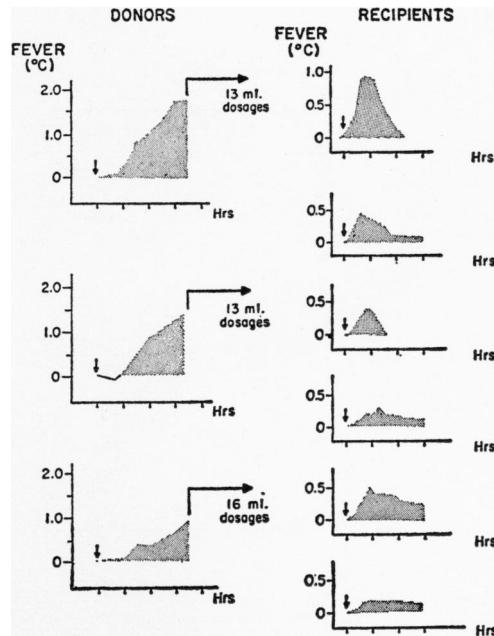 DONORS
RECIPIENTS
FEVER
(°C)
2.0
1.0
0
Hrs
13 ml.
dosages
2.0
1.0
0
Hrs
13 ml.
dosages
2.0
1.0
0
Hrs
16 ml.
dosages
FEVER
(°C)
1.0
0.5
0
Hrs
0.5
0
Hrs
0.5
0
Hrs
0.5
0
Hrs
0.5
0
Hrs
0.5
0
Hrs